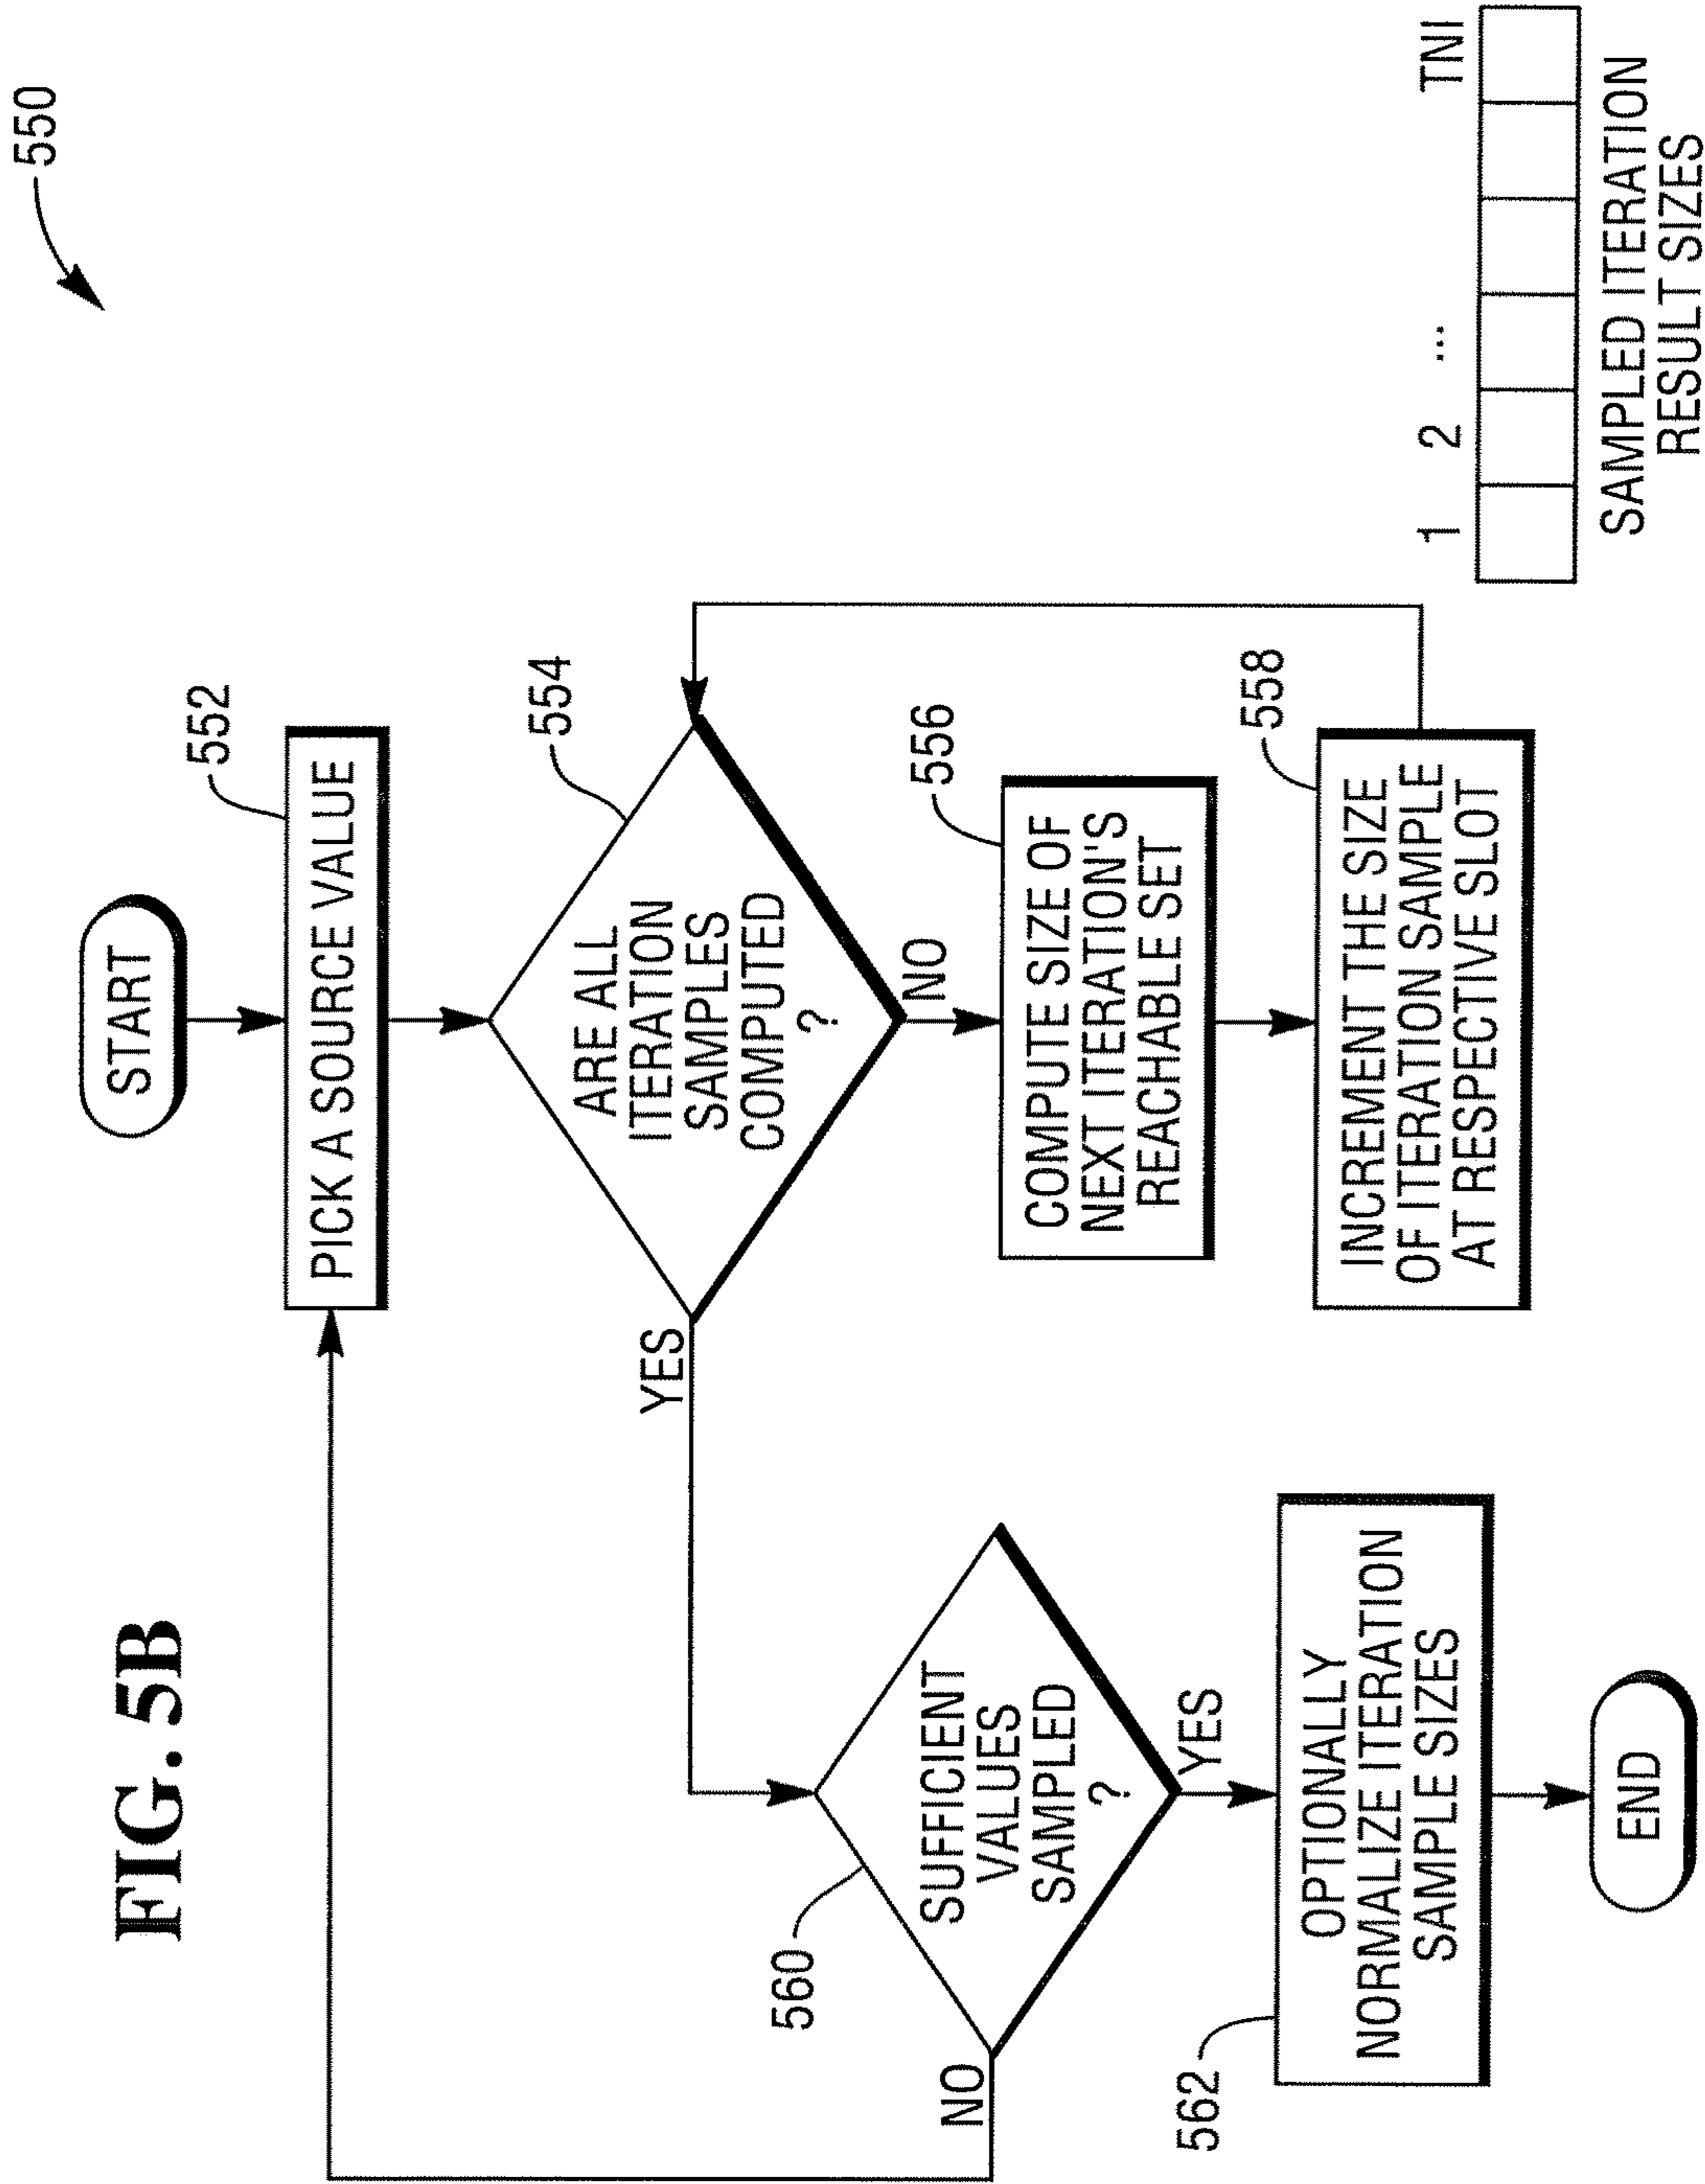 FIG. 5B
550
START
552
PICK A SOURCE VALUE
554
ARE ALL
ITERATION
SAMPLES
COMPUTED
?
YES
NO
556
COMPUTE SIZE OF
NEXT ITERATION'S
REACHABLE SET
558
INCREMENT THE SIZE
OF ITERATION SAMPLE
AT RESPECTIVE SLOT
560
SUFFICIENT
VALUES
SAMPLED
?
NO
YES
562
OPTIONALLY
NORMALIZE ITERATION
SAMPLE SIZES
END
1 2 ... TNI
SAMPLED ITERATION
RESULT SIZES